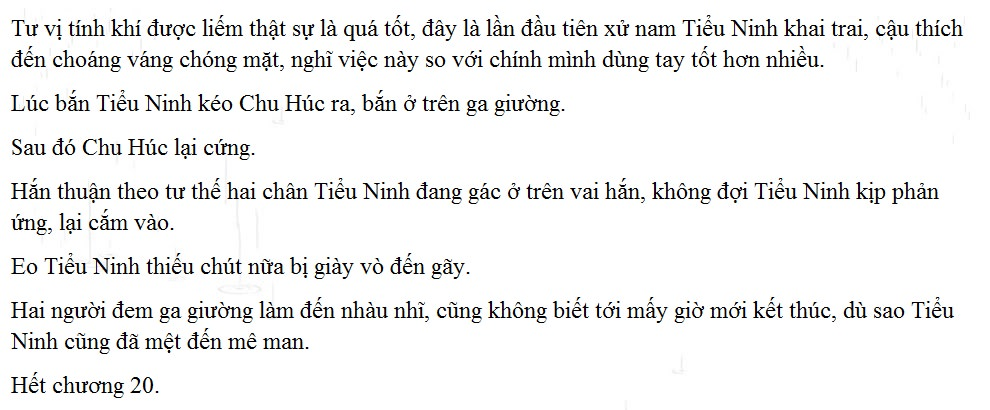 Tư vị tính khí được liếm thật sự là quá tốt, đây là lần đầu tiên xử nam Tiểu Ninh khai trai, cậu thích
đến choáng váng chóng mặt, nghĩ việc này so với chính mình dùng tay tốt hơn nhiều.
Lúc bắn Tiểu Ninh kéo Chu Húc ra, bắn ở trên ga giường.
Sau đó Chu Húc lại cứng.
Hắn thuận theo tư thế hai chân Tiểu Ninh đang gác ở trên vai hắn, không đợi Tiểu Ninh kịp phản
ứng, lại cắm vào.
Eo Tiểu Ninh thiếu chút nữa bị giày vò đến gãy.
Hai người đem ga giường làm đến nhàu nhĩ, cũng không biết tới mấy giờ mới kết thúc, dù sao Tiểu
Ninh cũng đã mệt đến mê man.
Hết chương 20.